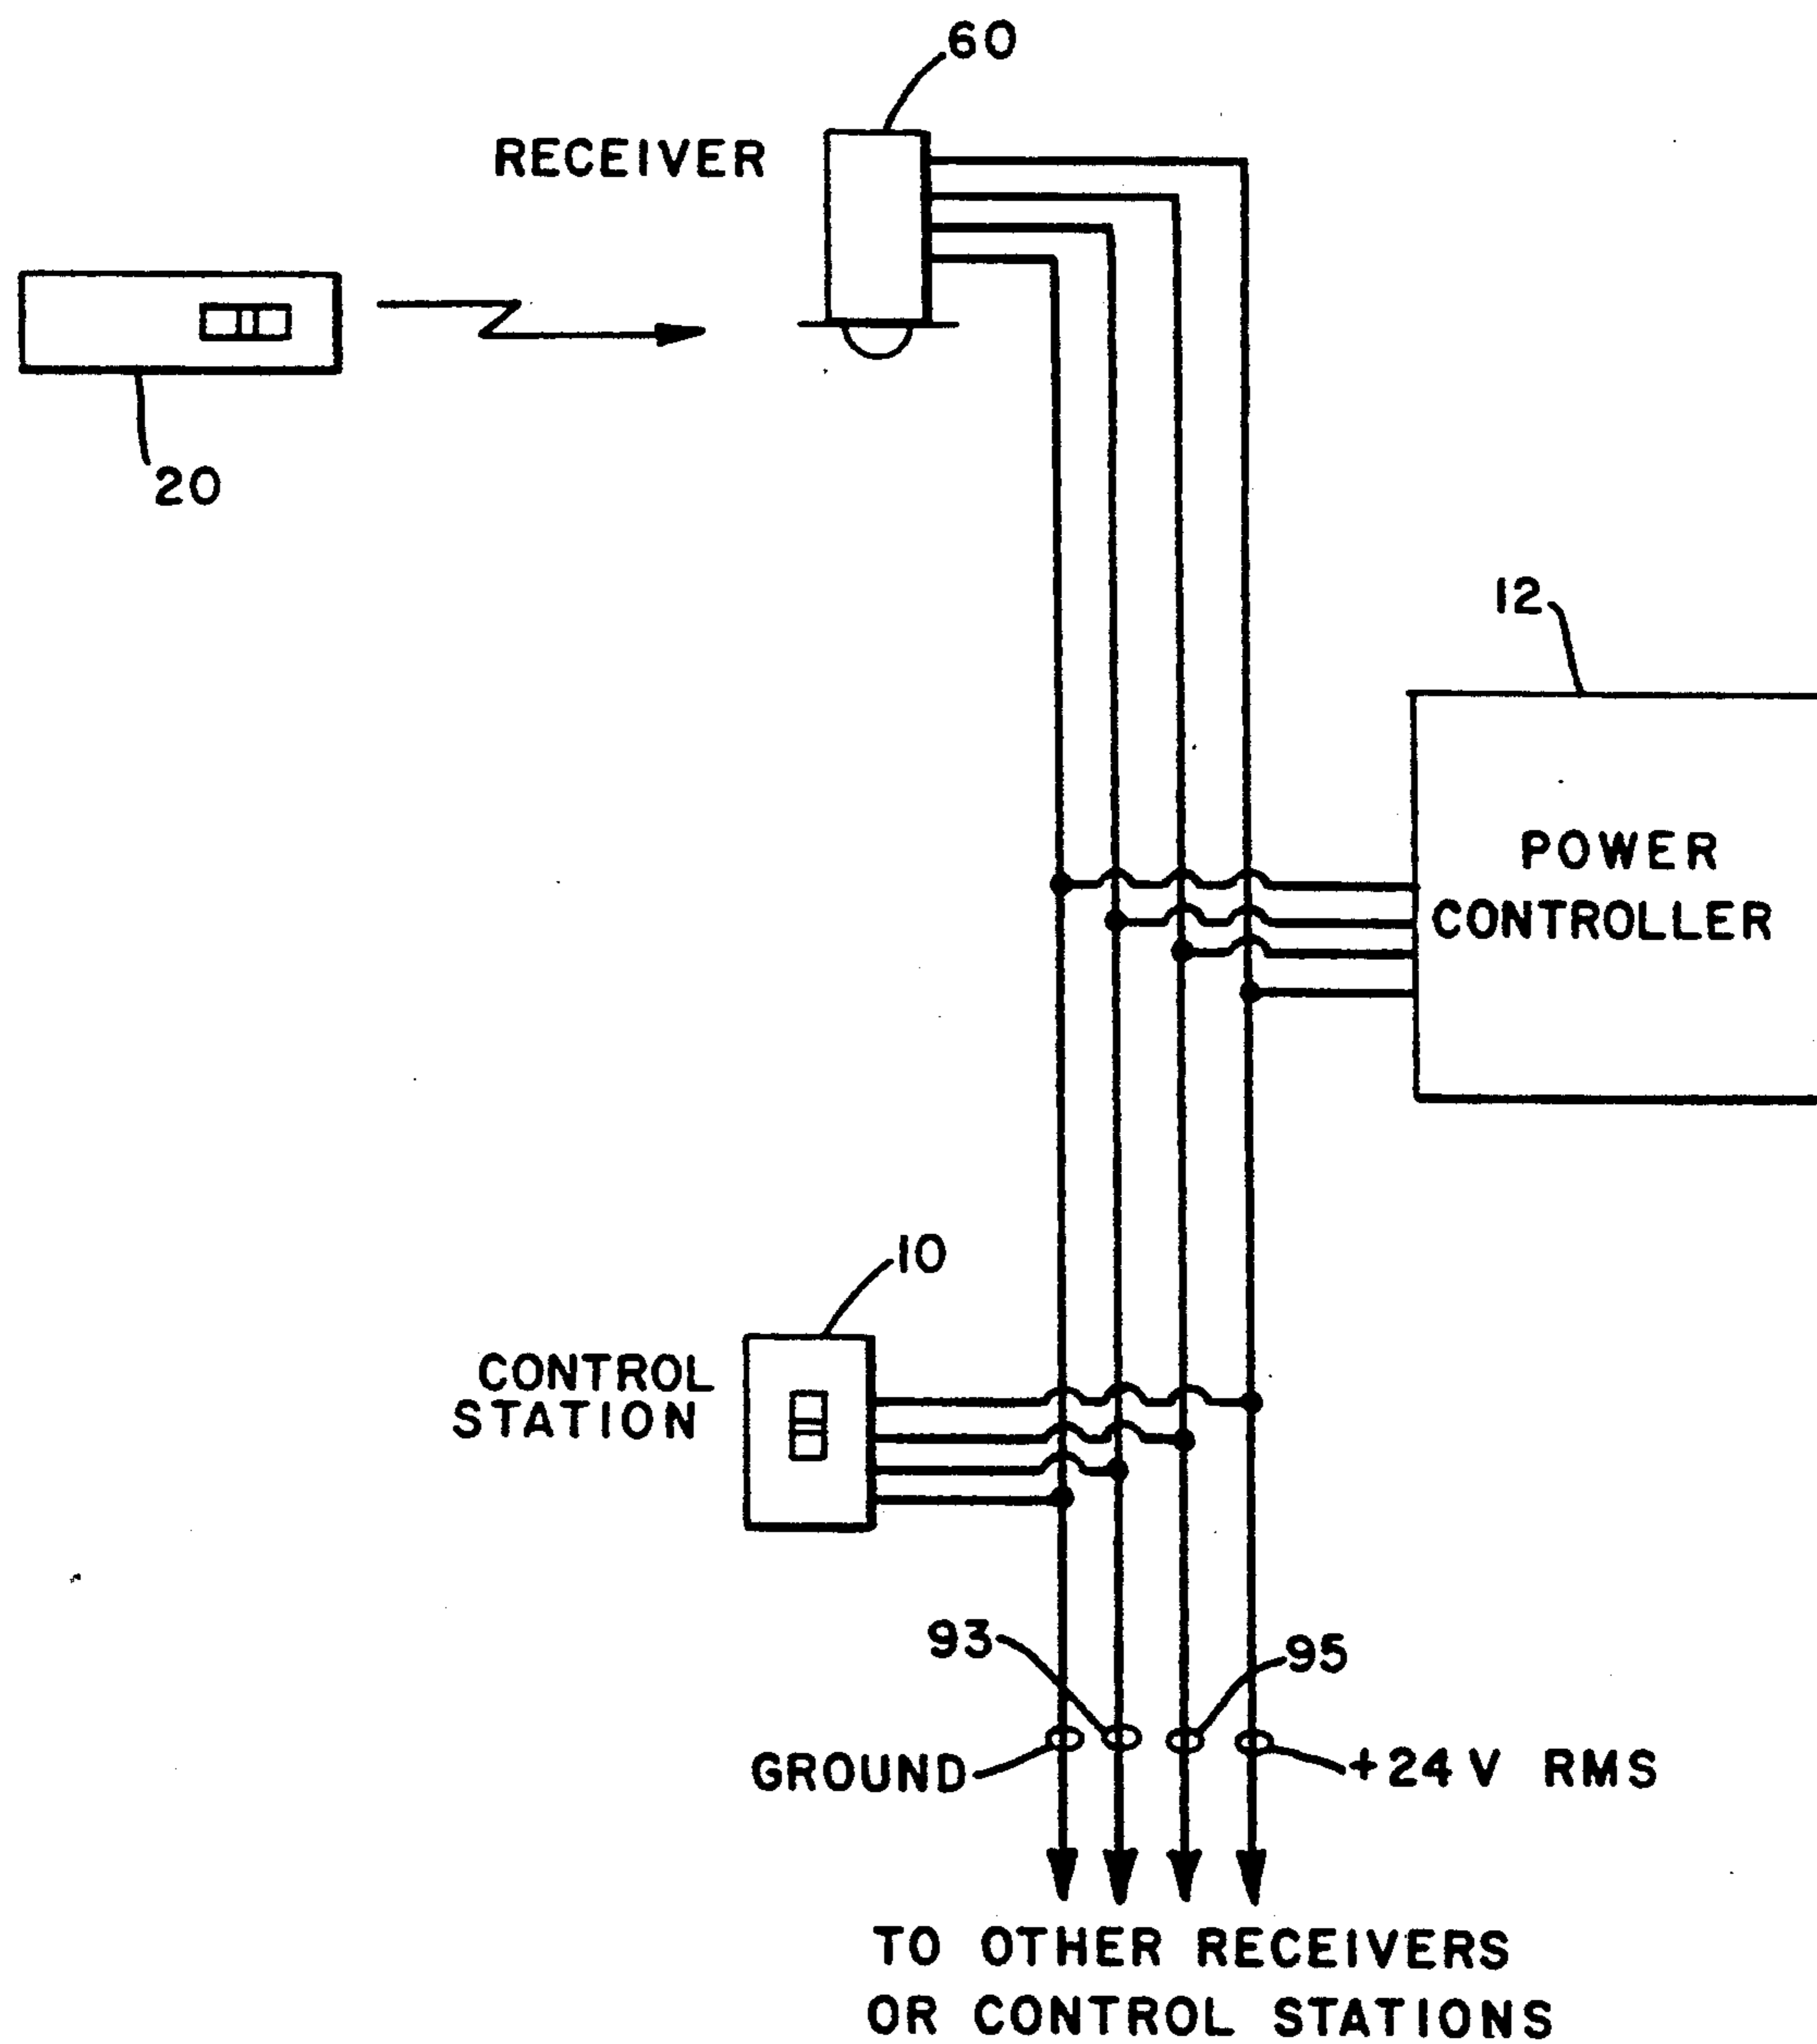 60
RECEIVER
20
12
POWER
CONTROLLER
10
CONTROL
STATION
93
95
GROUND
+24V RMS
TO OTHER RECEIVERS
OR CONTROL STATIONS